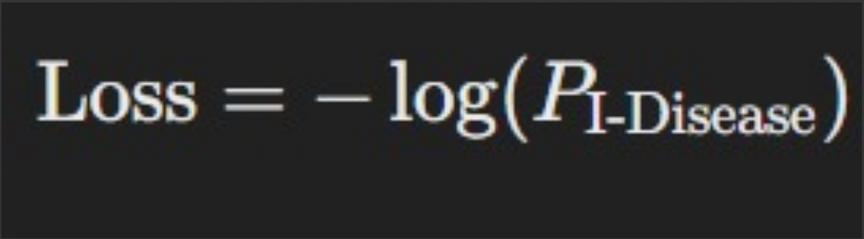 Loss = − log(P_I-Disease)